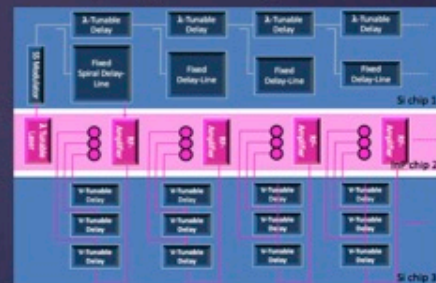 λ-Tunable Delay
λ-Tunable Delay
λ-Tunable Delay
λ-Tunable Delay
SS Modulator
Fixed Spiral Delay-Line
Fixed Delay-Line
Fixed Delay-Line
Fixed Delay-Line
Si chip 1
λ-Tunable Laser
RF-Amplifier
RF-Amplifier
RF-Amplifier
RF-Amplifier
InP chip 2
V-Tunable Delay
V-Tunable Delay
V-Tunable Delay
V-Tunable Delay
V-Tunable Delay
V-Tunable Delay
V-Tunable Delay
V-Tunable Delay
V-Tunable Delay
V-Tunable Delay
V-Tunable Delay
V-Tunable Delay
Si chip 3